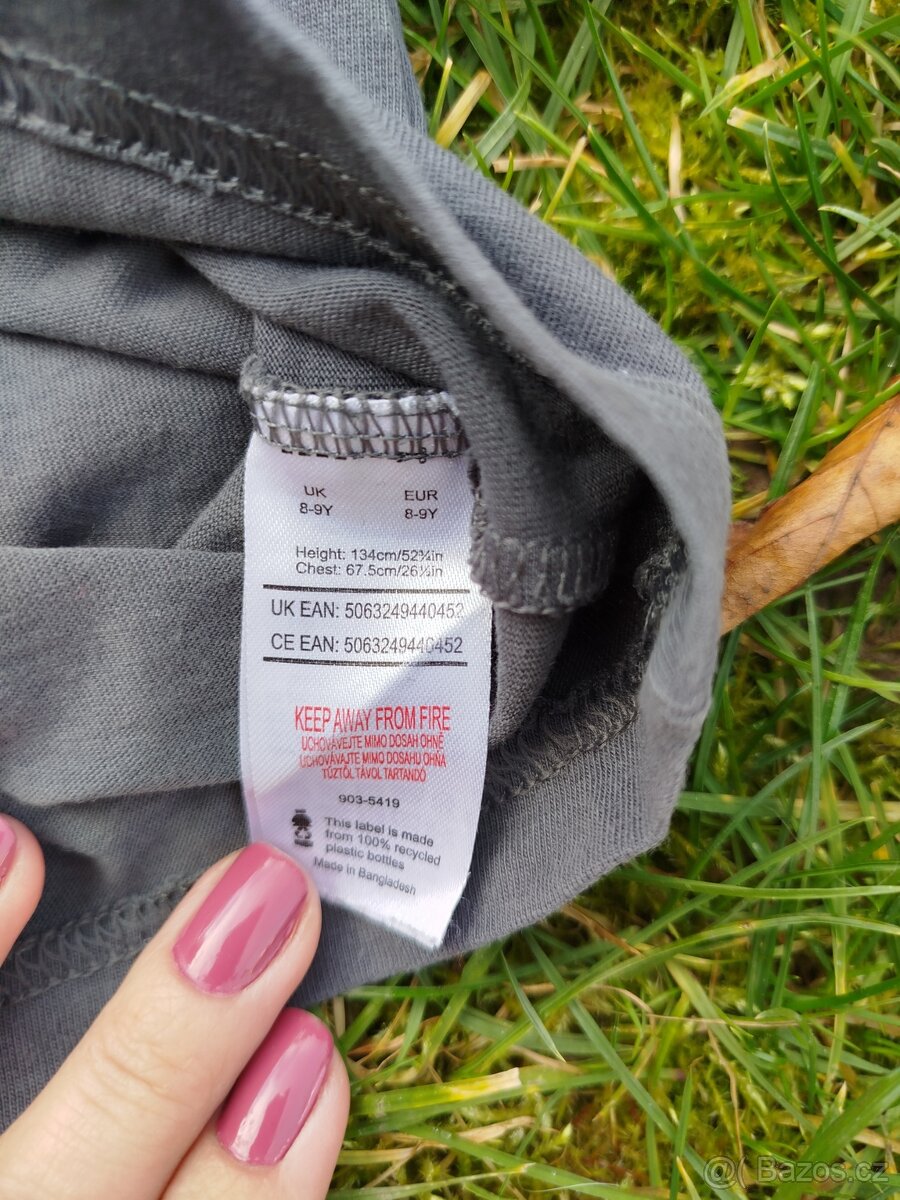 UK EUR
8-9Y 8-9Y
Height: 134cm/52¾in
Chest: 67.5cm/26½in
UK EAN: 5063249440452
CE EAN: 5063249440452
KEEP AWAY FROM FIRE
UCHOVÁVEJTE MIMO DOSAH OHNĚ
UCHOVÁVAJTE MIMO DOSAHU OHŇA
TŰZTŐL TÁVOL TARTANDÓ
903-5419
This label is made
from 100% recycled
plastic bottles
Made in Bangladesh
@( Bazos.cz